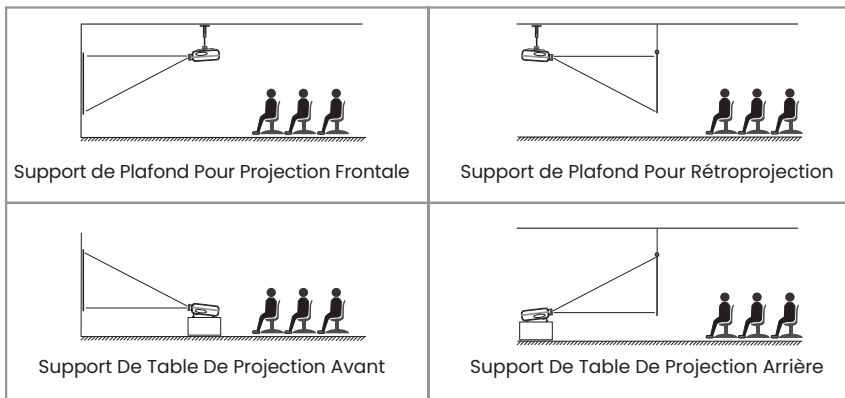 Support de Plafond Pour Projection Frontale
Support de Plafond Pour Rétroprojection
Support De Table De Projection Avant
Support De Table De Projection Arrière